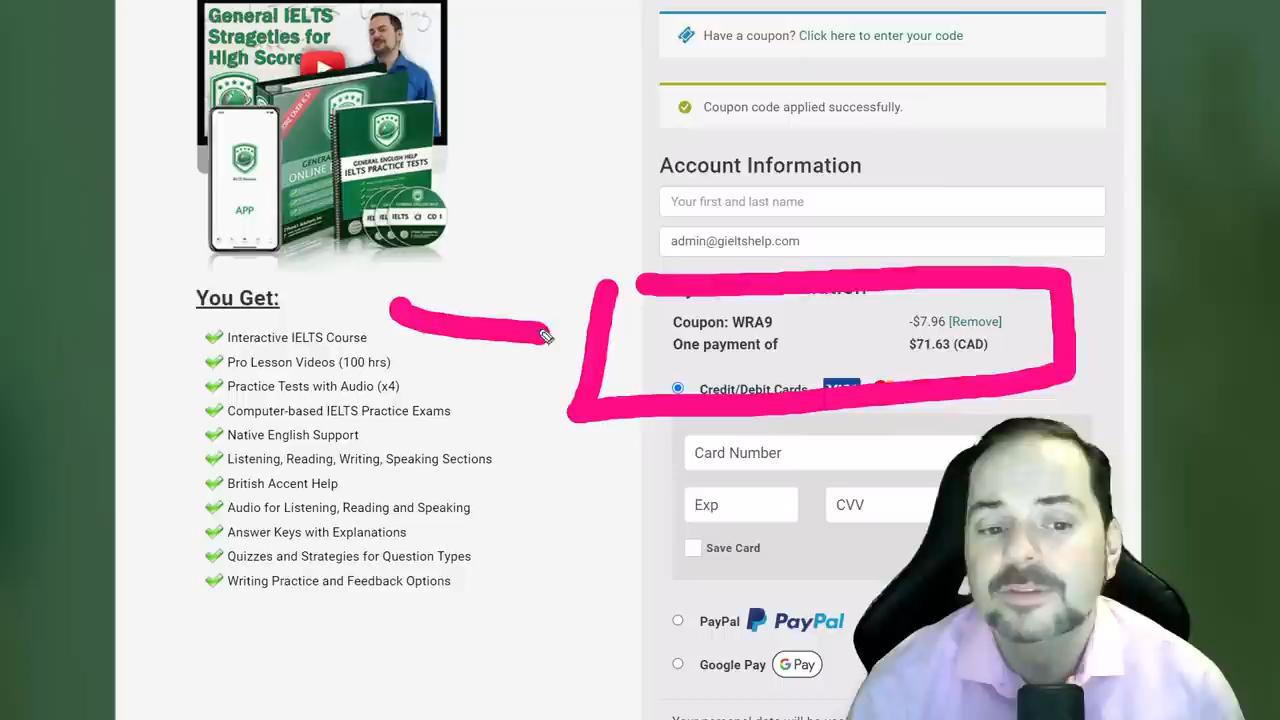 General IELTS
Strageties for
High Score
APP
GENERAL ENGLISH HELP
IELTS PRACTICE TESTS
IELTS
CD 1
You Get:
Interactive IELTS Course
Pro Lesson Videos (100 hrs)
Practice Tests with Audio (x4)
Computer-based IELTS Practice Exams
Native English Support
Listening, Reading, Writing, Speaking Sections
British Accent Help
Audio for Listening, Reading and Speaking
Answer Keys with Explanations
Quizzes and Strategies for Question Types
Writing Practice and Feedback Options
Have a coupon? Click here to enter your code
Coupon code applied successfully.
Account Information
Your first and last name
admin@gieltshelp.com
Coupon: WRA9 -$7.96 [Remove]
One payment of $71.63 (CAD)
Credit/Debit Cards VISA
Card Number
Exp CVV
Save Card
PayPal PayPal
Google Pay G Pay